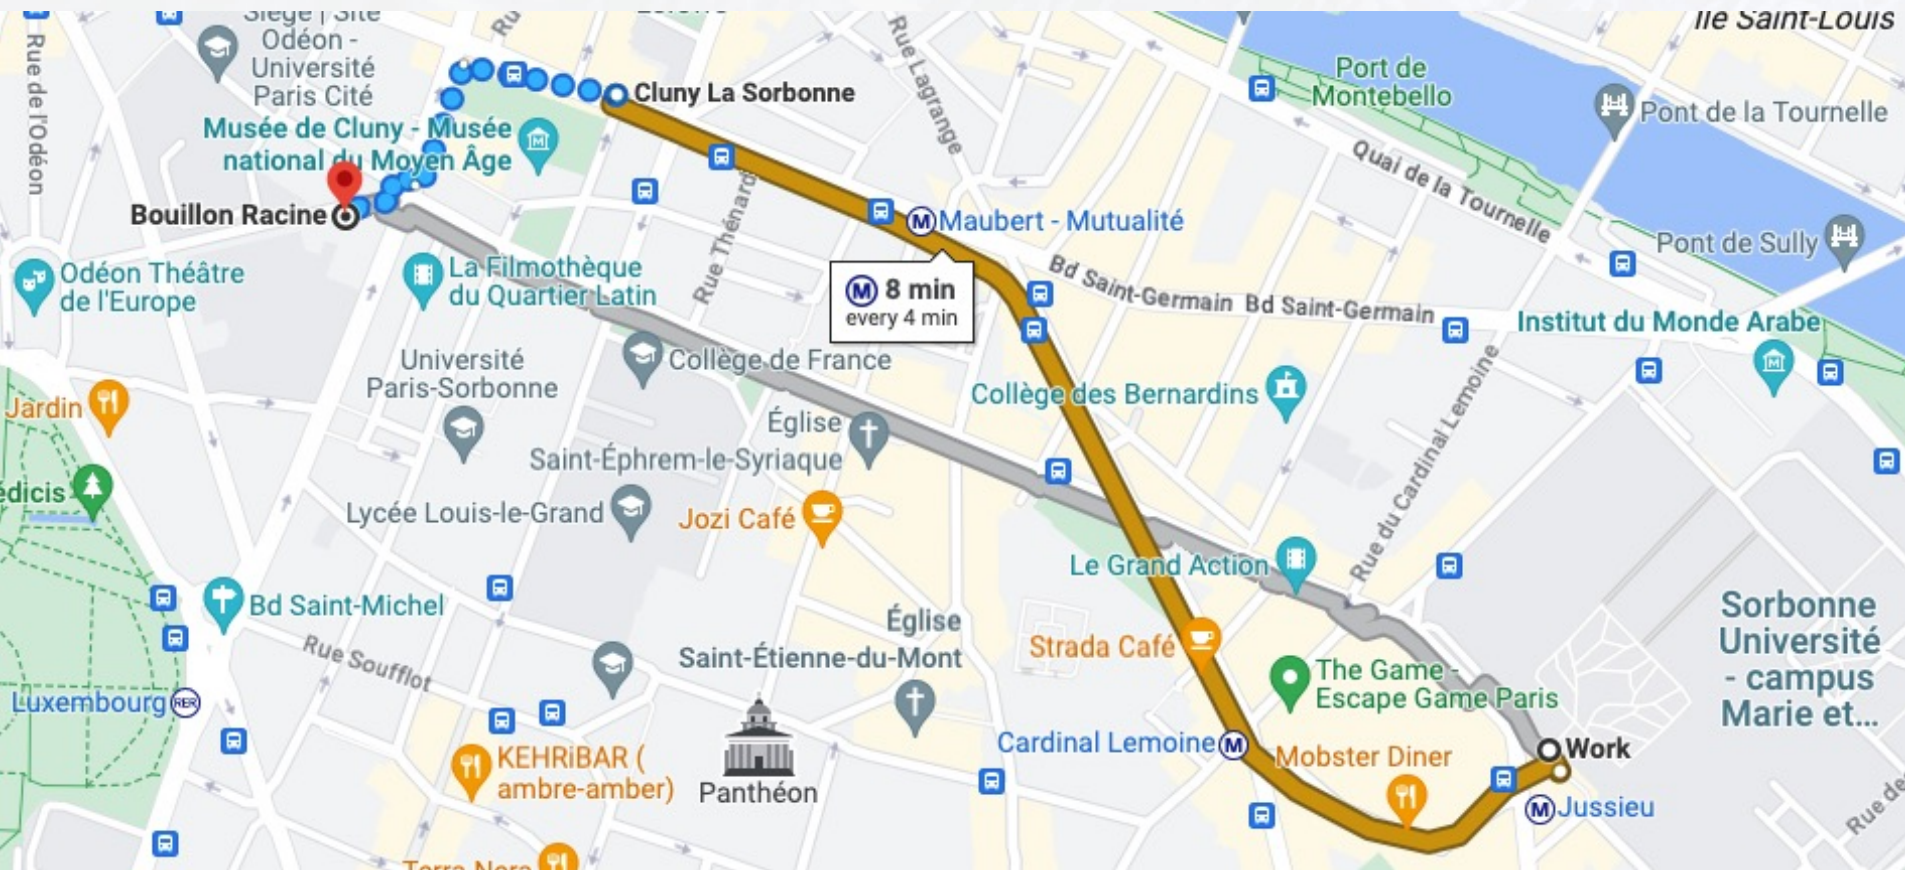 Siège | Site
Odéon -
Université
Paris Cité
Île Saint-Louis
Rue de l'Odéon
Rue Lagrange
Port de
Montebello
Cluny La Sorbonne
Pont de la Tournelle
Musée de Cluny - Musée
national du Moyen Âge
Quai de la Tournelle
Bouillon Racine
Rue Thénard
M
Maubert - Mutualité
Pont de Sully
Odéon Théâtre
de l'Europe
La Filmothèque
du Quartier Latin
M 8 min
every 4 min
Bd Saint-Germain
Bd Saint-Germain
Institut du Monde Arabe
Université
Paris-Sorbonne
Collège de France
Collège des Bernardins
Jardin
Église
Saint-Éphrem-le-Syriaque
Rue du Cardinal Lemoine
édicis
Lycée Louis-le-Grand
Jozi Café
Le Grand Action
Bd Saint-Michel
Sorbonne
Université
- campus
Marie et...
Rue Soufflot
Église
Saint-Étienne-du-Mont
Strada Café
The Game -
Escape Game Paris
Luxembourg
RER
KEHRiBAR (
ambre-amber)
Panthéon
Cardinal Lemoine
M
Mobster Diner
Work
M
Jussieu
Rue de